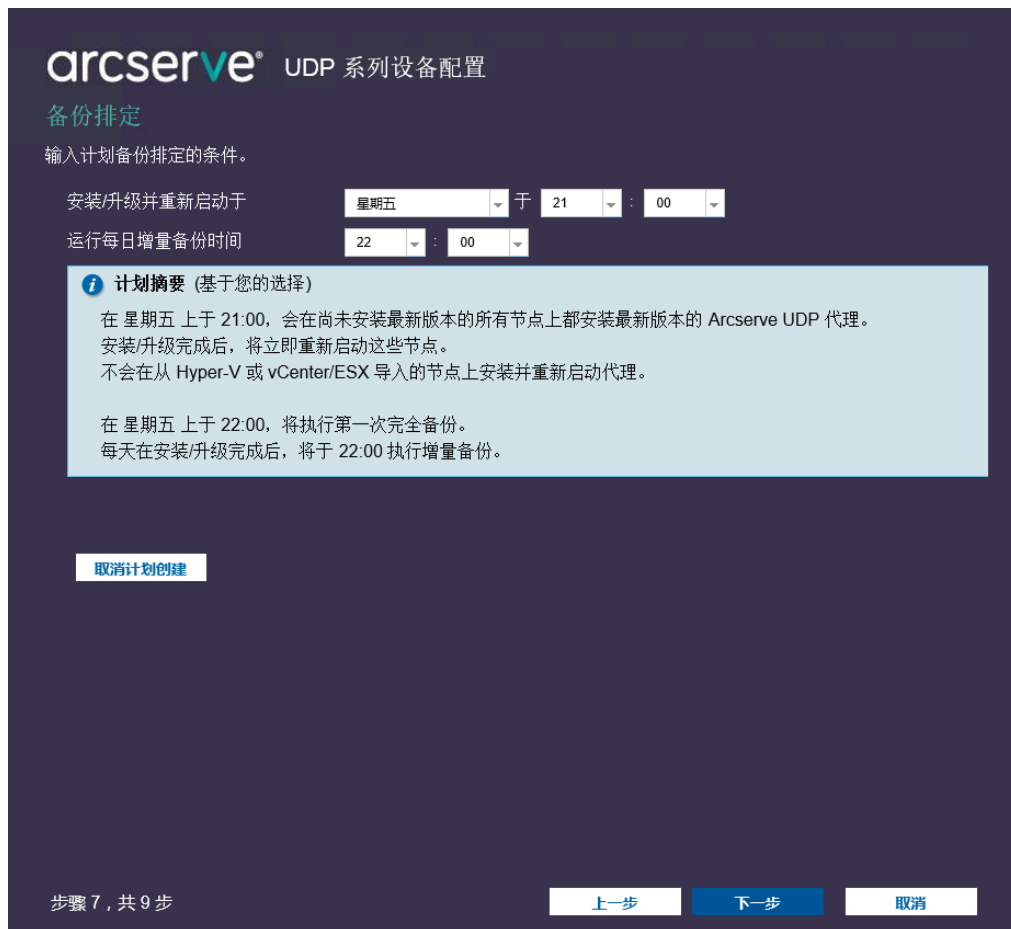 arcserve® UDP 系列设备配置
备份排定
输入计划备份排定的条件。
安装/升级并重新启动于 星期五 于 21 : 00
运行每日增量备份时间 22 : 00
计划摘要 (基于您的选择)
在 星期五 上于 21:00，会在尚未安装最新版本的所有节点上都安装最新版本的 Arcserve UDP 代理。
安装/升级完成后，将立即重新启动这些节点。
不会在从 Hyper-V 或 vCenter/ESX 导入的节点上安装并重新启动代理。
在 星期五 上于 22:00，将执行第一次完全备份。
每天在安装/升级完成后，将于 22:00 执行增量备份。
取消计划创建
步骤 7 , 共 9 步 上一步 下一步 取消